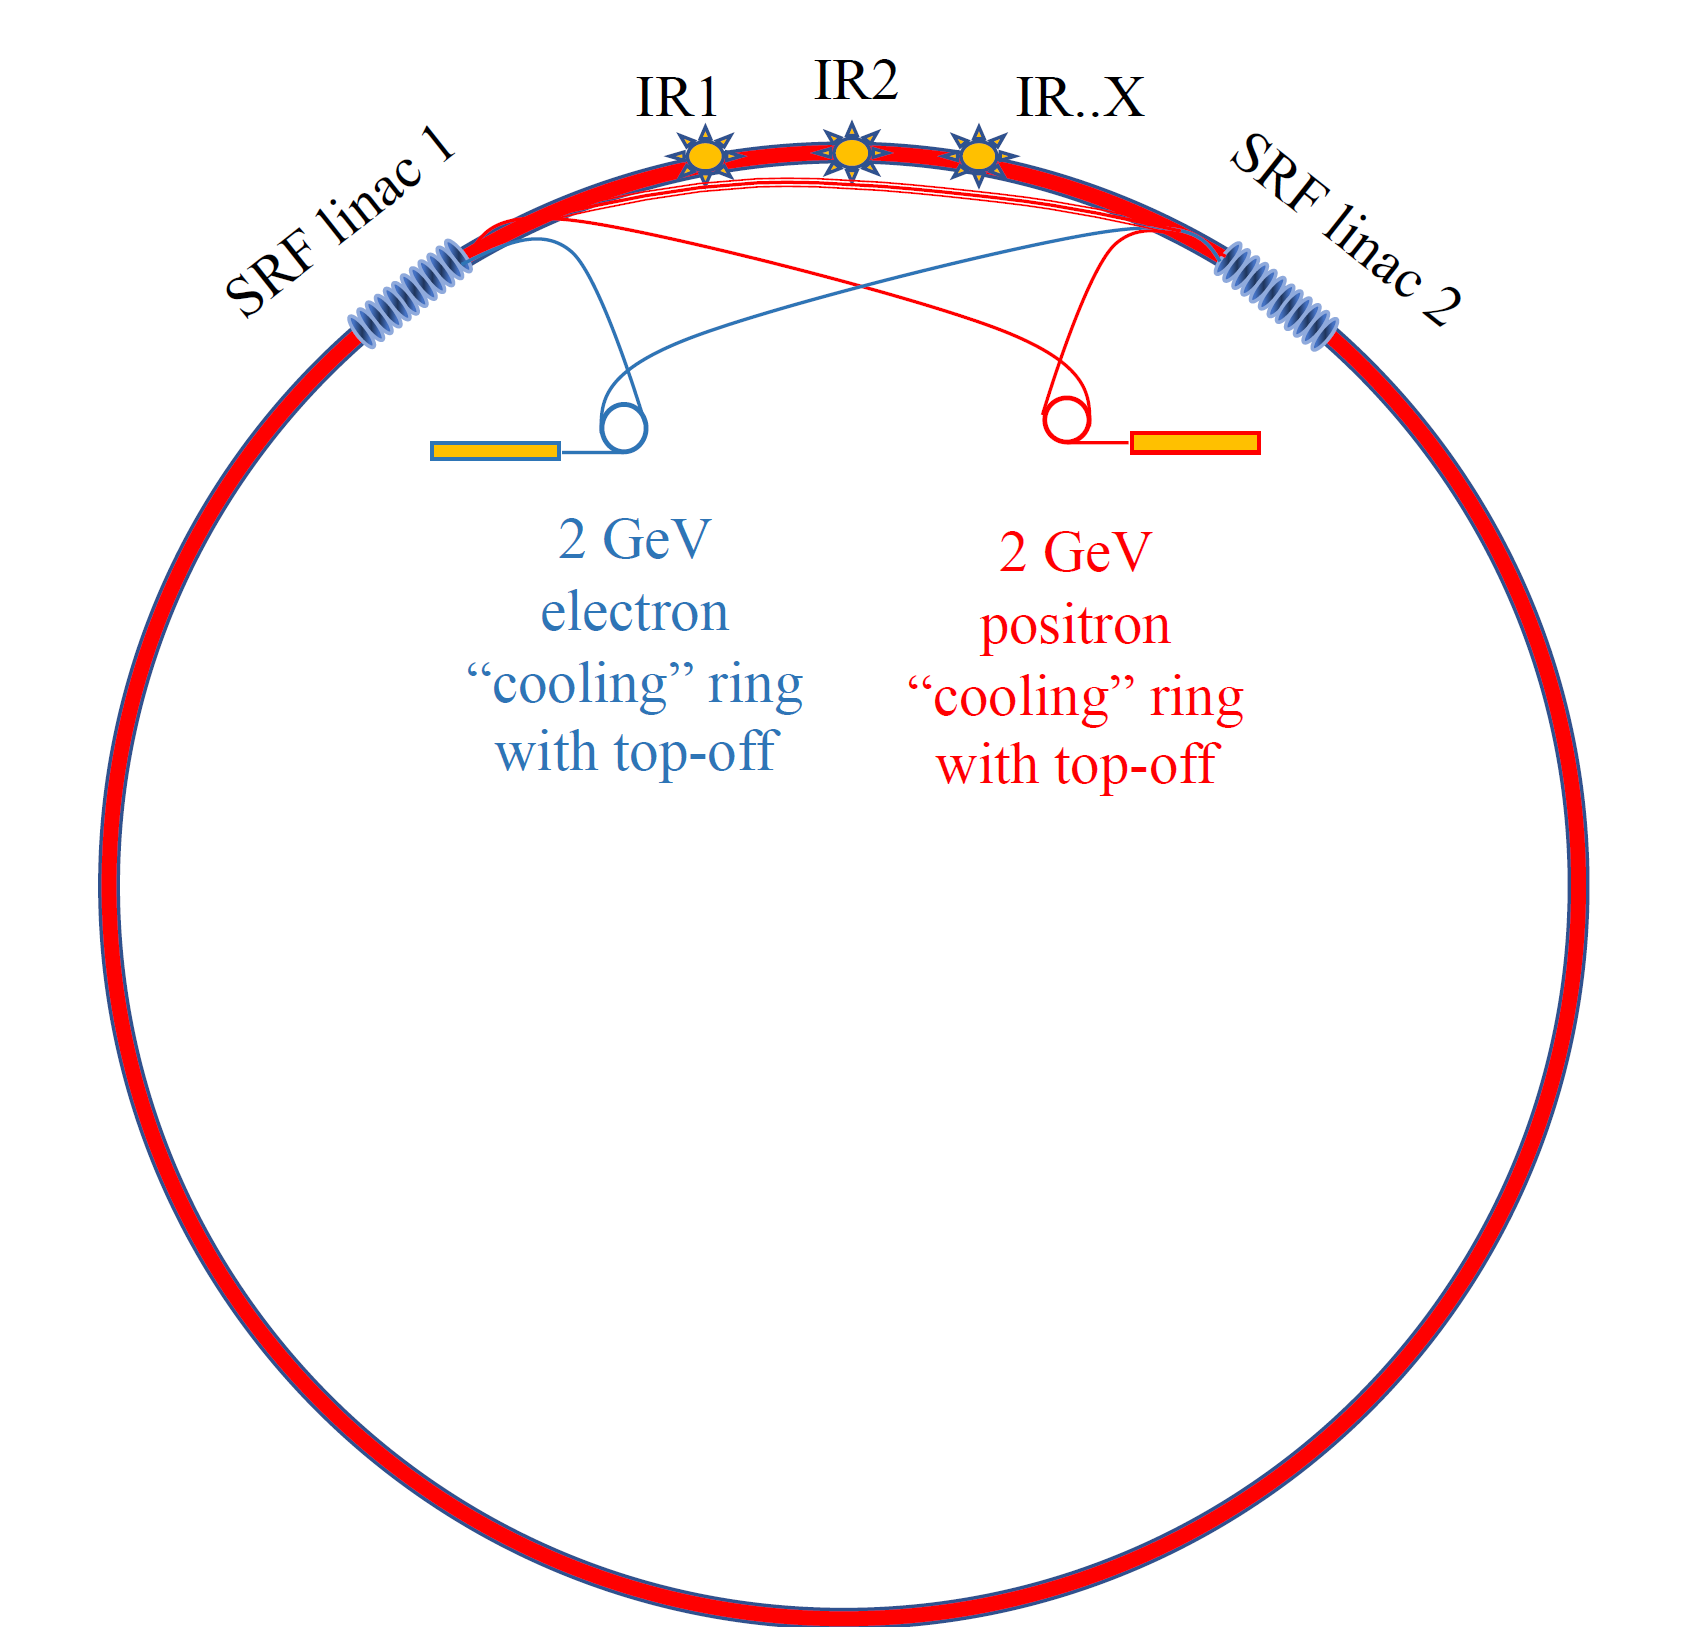 IR1
IR2
IR..X
SRF linac 1
SRF linac 2
2 GeV
electron
“cooling” ring
with top-off
2 GeV
positron
“cooling” ring
with top-off